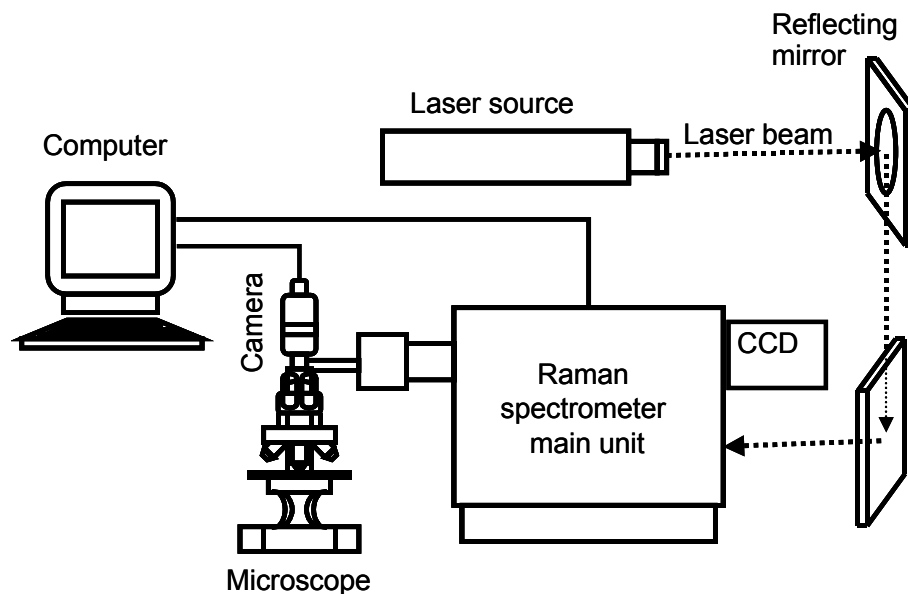 Reflecting
mirror
Laser source
Laser beam
Computer
Camera
CCD
Raman
spectrometer
main unit
Microscope